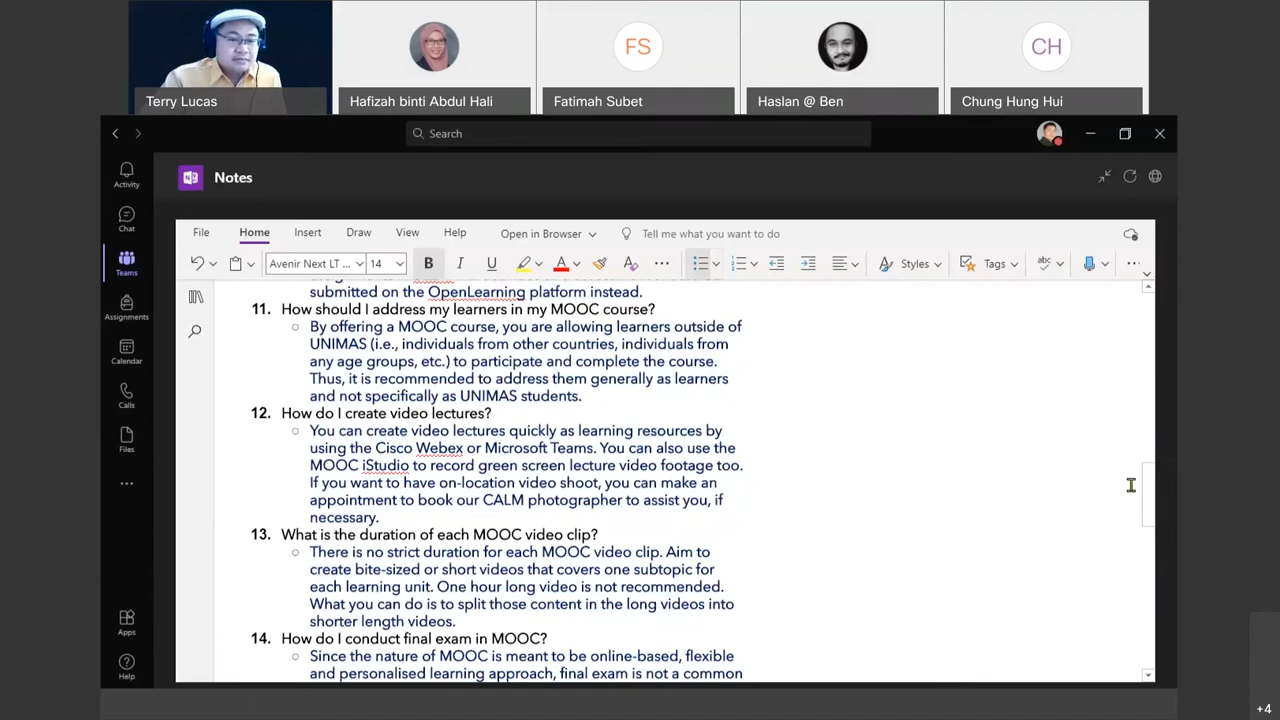 FS
CH
Terry Lucas
Hafizah binti Abdul Hali
Fatimah Subet
Haslan @ Ben
Chung Hung Hui
Search
Activity
Chat
Teams
Assignments
Calendar
Calls
Files
Apps
Help
Notes
File Home Insert Draw View Help Open in Browser Tell me what you want to do
Avenir Next LT ... 14 B I U A Styles Tags abc
submitted on the OpenLearning platform instead.
11. How should I address my learners in my MOOC course?
○ By offering a MOOC course, you are allowing learners outside of
UNIMAS (i.e., individuals from other countries, individuals from
any age groups, etc.) to participate and complete the course.
Thus, it is recommended to address them generally as learners
and not specifically as UNIMAS students.
12. How do I create video lectures?
○ You can create video lectures quickly as learning resources by
using the Cisco Webex or Microsoft Teams. You can also use the
MOOC iStudio to record green screen lecture video footage too.
If you want to have on-location video shoot, you can make an
appointment to book our CALM photographer to assist you, if
necessary.
13. What is the duration of each MOOC video clip?
○ There is no strict duration for each MOOC video clip. Aim to
create bite-sized or short videos that covers one subtopic for
each learning unit. One hour long video is not recommended.
What you can do is to split those content in the long videos into
shorter length videos.
14. How do I conduct final exam in MOOC?
○ Since the nature of MOOC is meant to be online-based, flexible
and personalised learning approach, final exam is not a common
+4